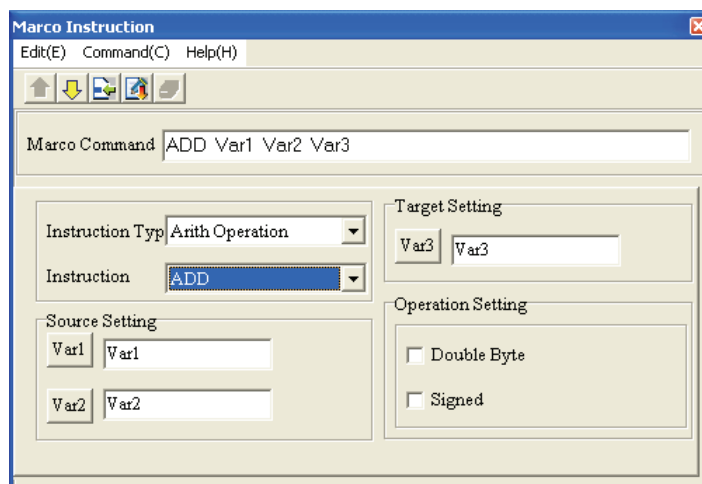 Marco Instruction
Edit(E) Command(C) Help(H)
Marco Command ADD Var1 Var2 Var3
Instruction Typ Arith Operation
Instruction ADD
Source Setting
Var1 Var1
Var2 Var2
Target Setting
Var3 Var3
Operation Setting
Double Byte
Signed